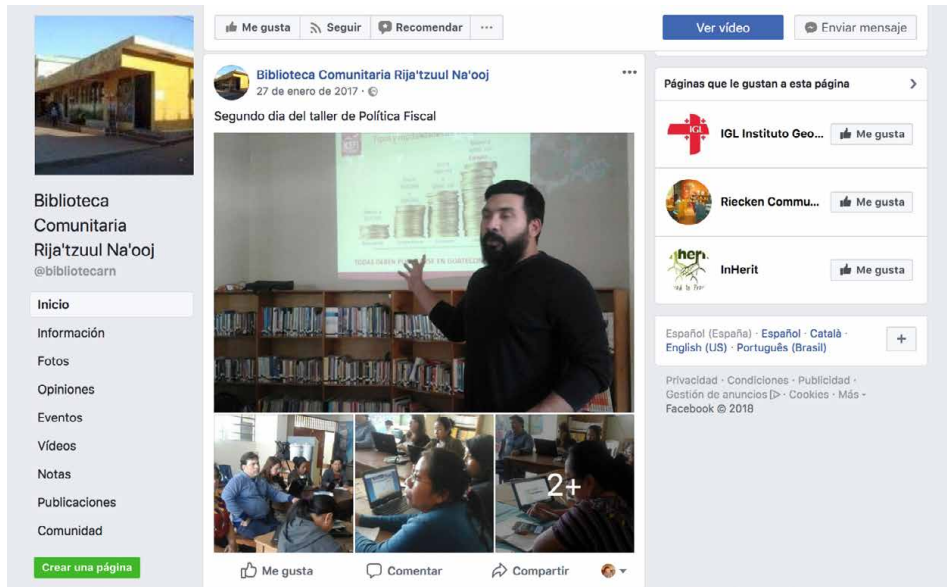 Me gusta
Seguir
Recomendar
Ver vídeo
Enviar mensaje
Biblioteca
Comunitaria
Rija'tzuul Na'ooj
@bibliotecarn
Inicio
Información
Fotos
Opiniones
Eventos
Vídeos
Notas
Publicaciones
Comunidad
Crear una página
Biblioteca Comunitaria Rija'tzuul Na'ooj
27 de enero de 2017 ·
Segundo dia del taller de Política Fiscal
TODAS DEBEN EN
2+
Me gusta
Comentar
Compartir
Páginas que le gustan a esta página
IGL
IGL Instituto Geo...
Me gusta
Riecken Commu...
Me gusta
InHerit
Me gusta
Español (España) · Español · Català ·
English (US) · Português (Brasil)
+
Privacidad · Condiciones · Publicidad ·
Gestión de anuncios · Cookies · Más
Facebook © 2018